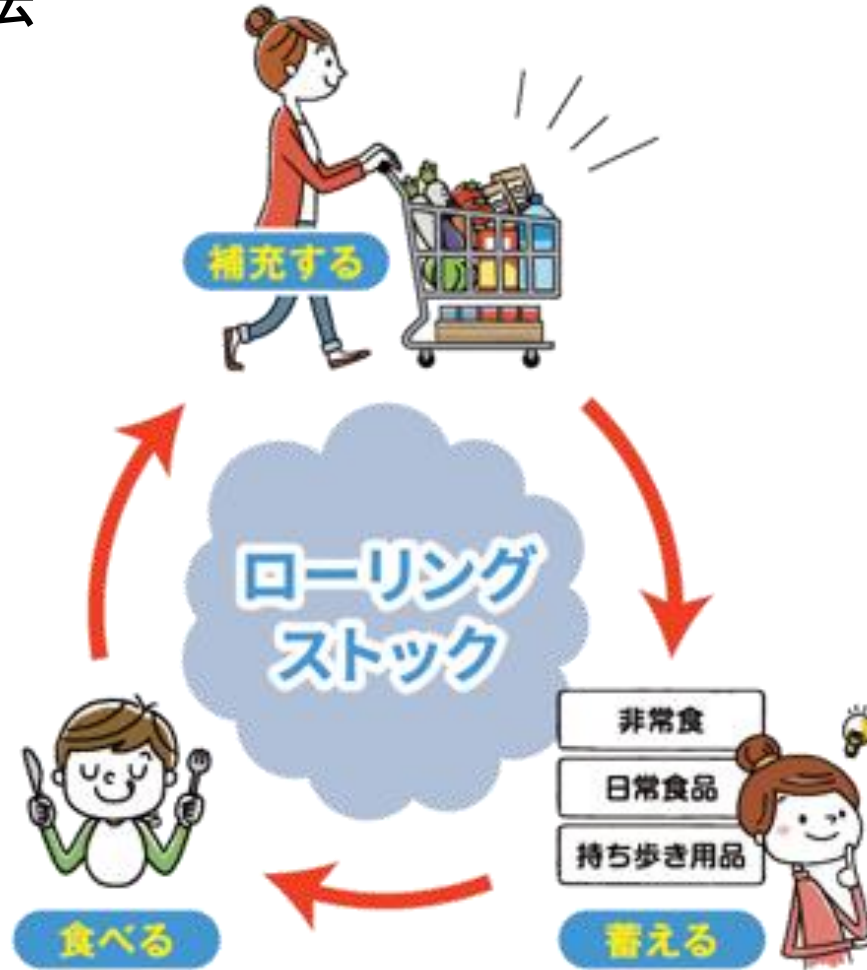 補充する
ローリング
ストック
非常食
日常食品
持ち歩き用品
食べる
蓄える